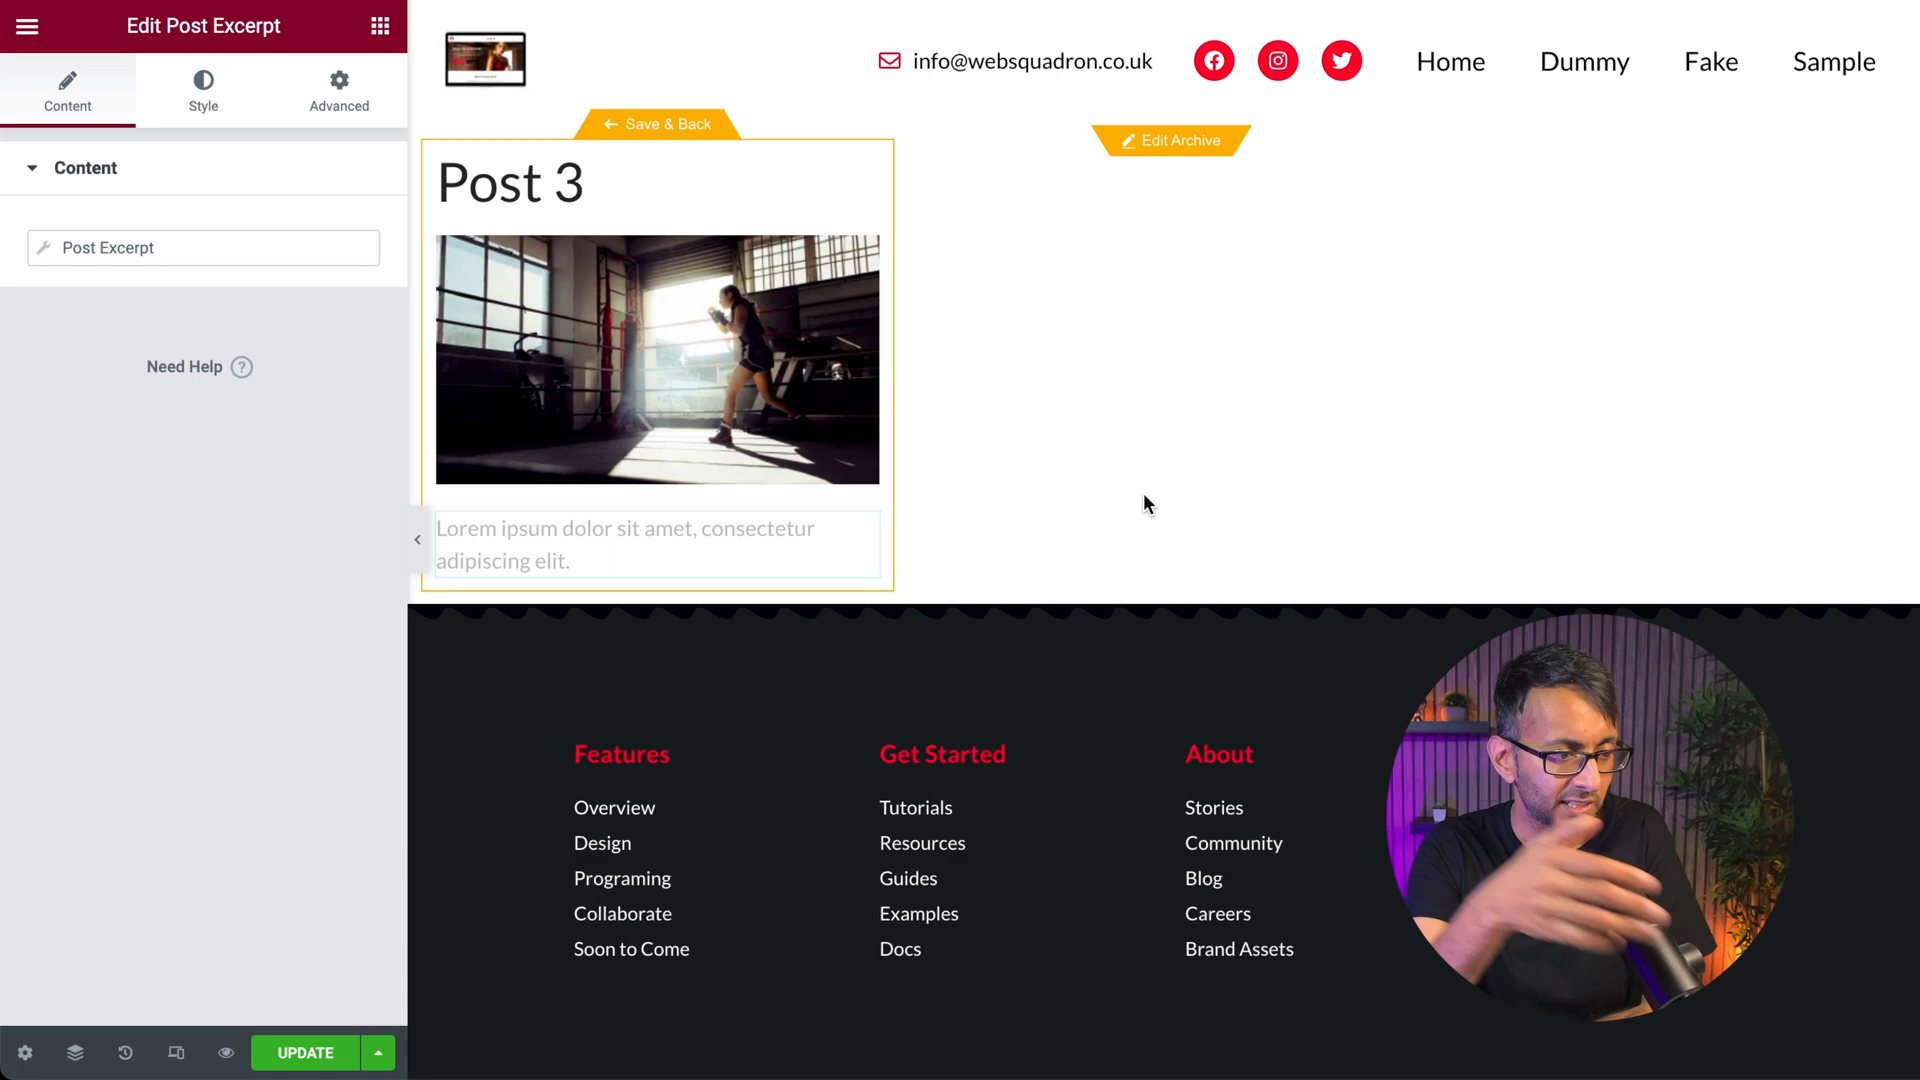 Edit Post Excerpt
Content
Style
Advanced
Content
Post Excerpt
Need Help ?
UPDATE
info@websquadron.co.uk
Home
Dummy
Fake
Sample
Save & Back
Edit Archive
Post 3
Lorem ipsum dolor sit amet, consectetur
adipiscing elit.
Features
Overview
Design
Programing
Collaborate
Soon to Come
Get Started
Tutorials
Resources
Guides
Examples
Docs
About
Stories
Community
Blog
Careers
Brand Assets